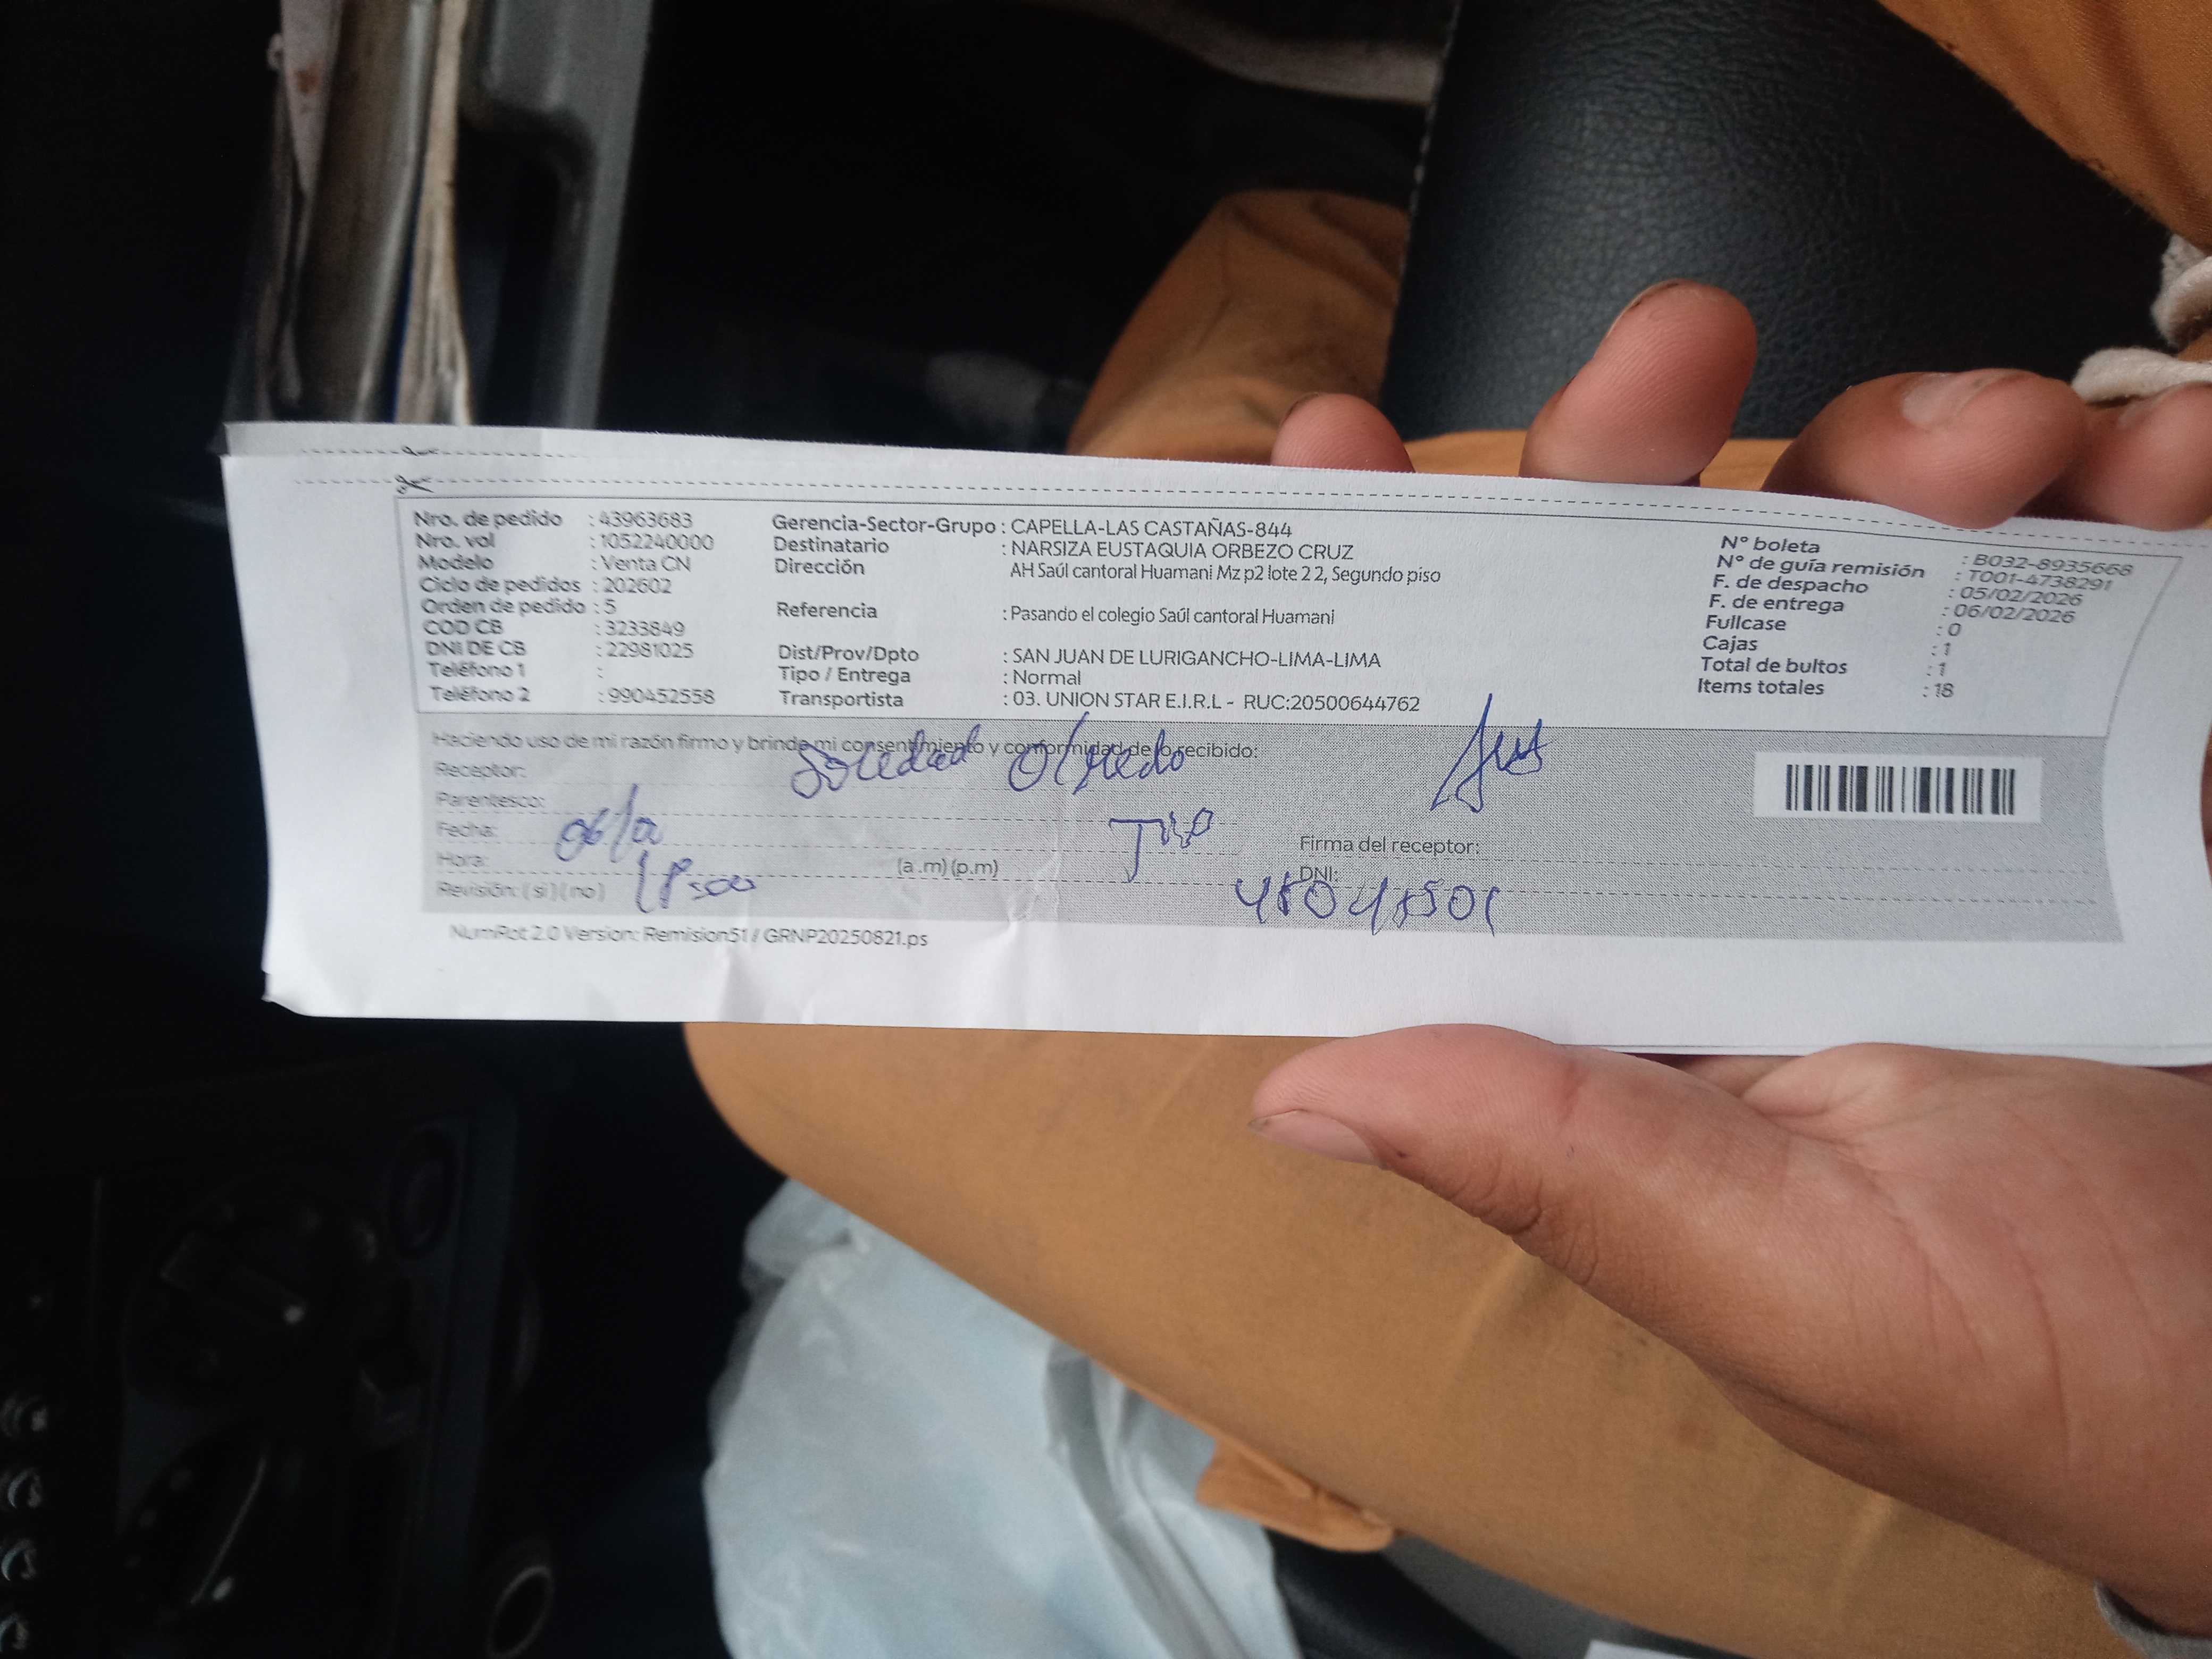 Nro. de pedido : 43963683
Nro. vol : 1052240000
Modelo : Venta CN
Ciclo de pedidos : 202602
Orden de pedido : 5
COD CB : 3233849
DNI DE CB : 22981025
Teléfono 1 :
Teléfono 2 : 990452558
Gerencia-Sector-Grupo : CAPELLA-LAS CASTAÑAS-844
Destinatario : NARSIZA EUSTAQUIA ORBEZO CRUZ
Dirección AH Saúl cantoral Huamani Mz p2 lote 2 2, Segundo piso
Referencia : Pasando el colegio Saúl cantoral Huamani
Dist/Prov/Dpto : SAN JUAN DE LURIGANCHO-LIMA-LIMA
Tipo / Entrega : Normal
Transportista : 03. UNION STAR E.I.R.L - RUC:20500644762
N° boleta : B032-8935668
N° de guía remisión : T001-4738291
F. de despacho : 05/02/2026
F. de entrega : 06/02/2026
Fullcase : 0
Cajas : 1
Total de bultos : 1
Items totales : 18
Haciendo uso de mi razón firmo y brindo mi consentimiento y conformidad de lo recibido:
Receptor: Soledad
Parentesco:
Fecha:
Hora: (a .m) (p.m)
Revisión: ( si ) ( no )
Firma del receptor:
DNI:
NumRot 2.0 Version: Remision51 / GRNP20250821.ps